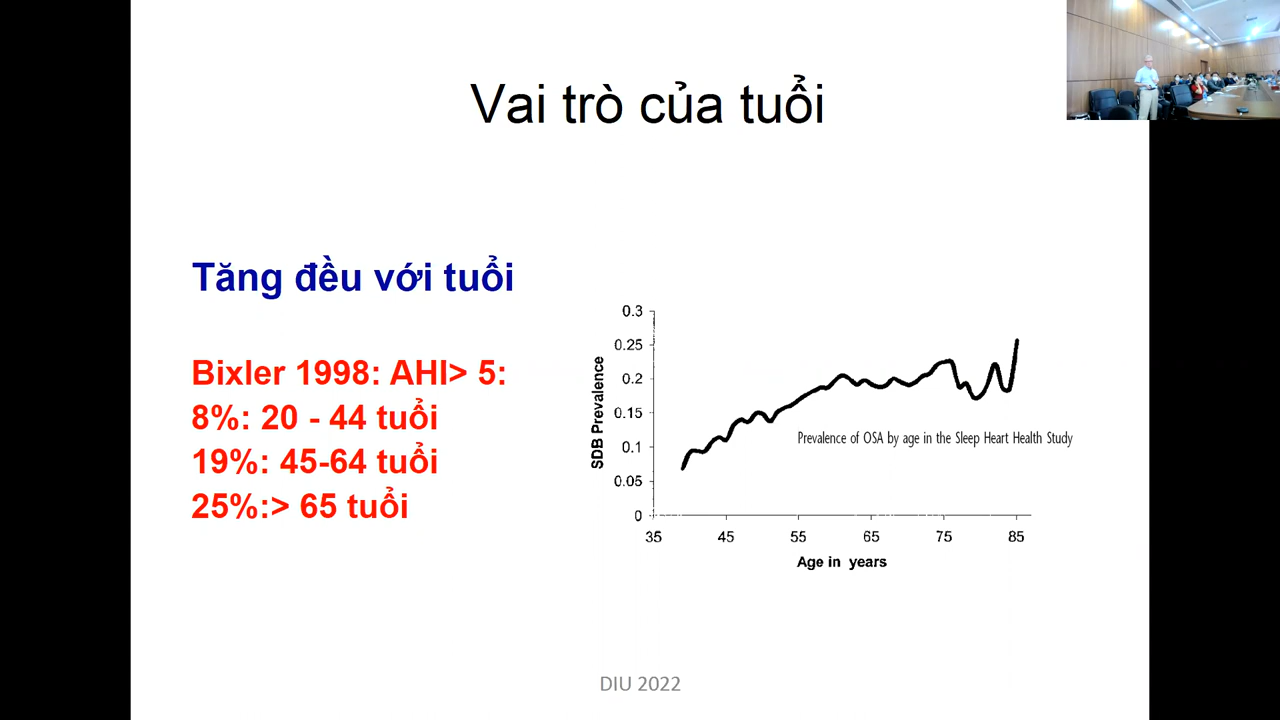 Vai trò của tuổi
Tăng đều với tuổi
Bixler 1998: AHI> 5:
8%: 20 - 44 tuổi
19%: 45-64 tuổi
25%:> 65 tuổi
0.3
0.25
0.2
0.15
0.1
0.05
0
SDB Prevalence
Prevalence of OSA by age in the Sleep Heart Health Study
35 45 55 65 75 85
Age in years
DIU 2022